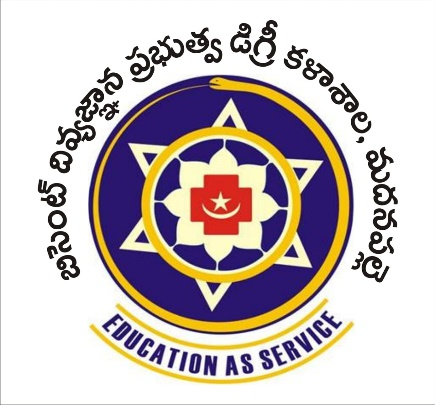 బిసెంట్ దివ్యజ్ఞాన ప్రభుత్వ డిగ్రీ కళాశాల, మదనపల్లె
EDUCATION AS SERVICE